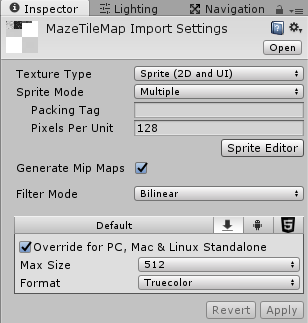 Inspector
Lighting
Navigation
MazeTileMap Import Settings
Open
Texture Type
Sprite (2D and UI)
Sprite Mode
Multiple
Packing Tag
Pixels Per Unit
128
Sprite Editor
Generate Mip Maps
Filter Mode
Bilinear
Default
Override for PC, Mac & Linux Standalone
Max Size
512
Format
Truecolor
Revert
Apply